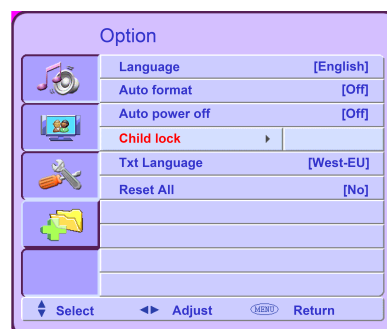 Option
Language [English]
Auto format [Off]
Auto power off [Off]
Child lock
Txt Language [West-EU]
Reset All [No]
Select Adjust MENU Return